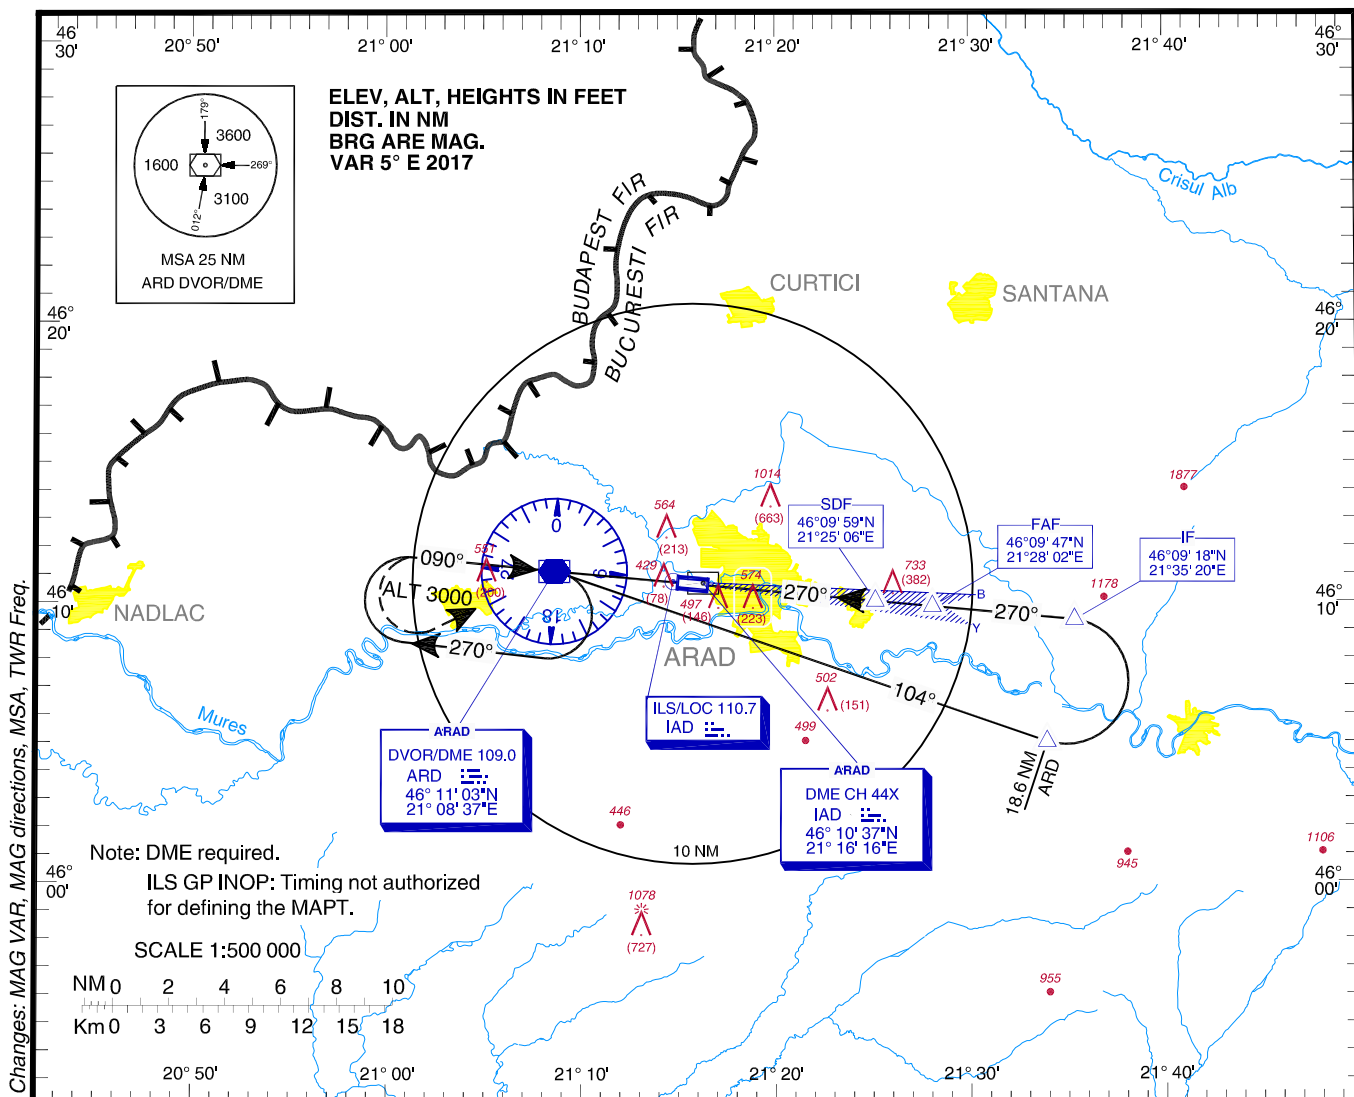 46°
30'
20° 50'
21° 00'
21° 10'
21° 20'
21° 30'
21° 40'
46°
30'
179°
3600
1600
269°
3100
012°
MSA 25 NM
ARD DVOR/DME
ELEV, ALT, HEIGHTS IN FEET
DIST. IN NM
BRG ARE MAG.
VAR 5° E 2017
BUDAPEST FIR
BUCURESTI FIR
Crisul Alb
CURTICI
SANTANA
46°
20'
46°
20'
1877
1014
(663)
564
(213)
SDF
46°09' 59"N
21°25' 06"E
FAF
46°09' 47"N
21°28' 02"E
IF
46°09' 18"N
21°35' 20"E
0
9
18
24
090°
551
(200)
429
(78)
574
(223)
497
(146)
733
(382)
1178
270°
B
Y
270°
(ALT 3000
270°
46°
10'
46°
10'
NADLAC
ARAD
104°
502
(151)
499
Mures
18.6 NM
ARD
ARAD
DVOR/DME 109.0
ARD
46° 11' 03"N
21° 08' 37"E
ILS/LOC 110.7
IAD
ARAD
DME CH 44X
IAD
46° 10' 37"N
21° 16' 16"E
446
10 NM
945
1106
46°
00'
46°
00'
Note: DME required.
ILS GP INOP: Timing not authorized
for defining the MAPT.
1078
(727)
955
SCALE 1:500 000
NM 0 2 4 6 8 10
Km 0 3 6 9 12 15 18
20° 50'
21° 00'
21° 10'
21° 20'
21° 30'
21° 40'
Changes: MAG VAR, MAG directions, MSA, TWR Freq.